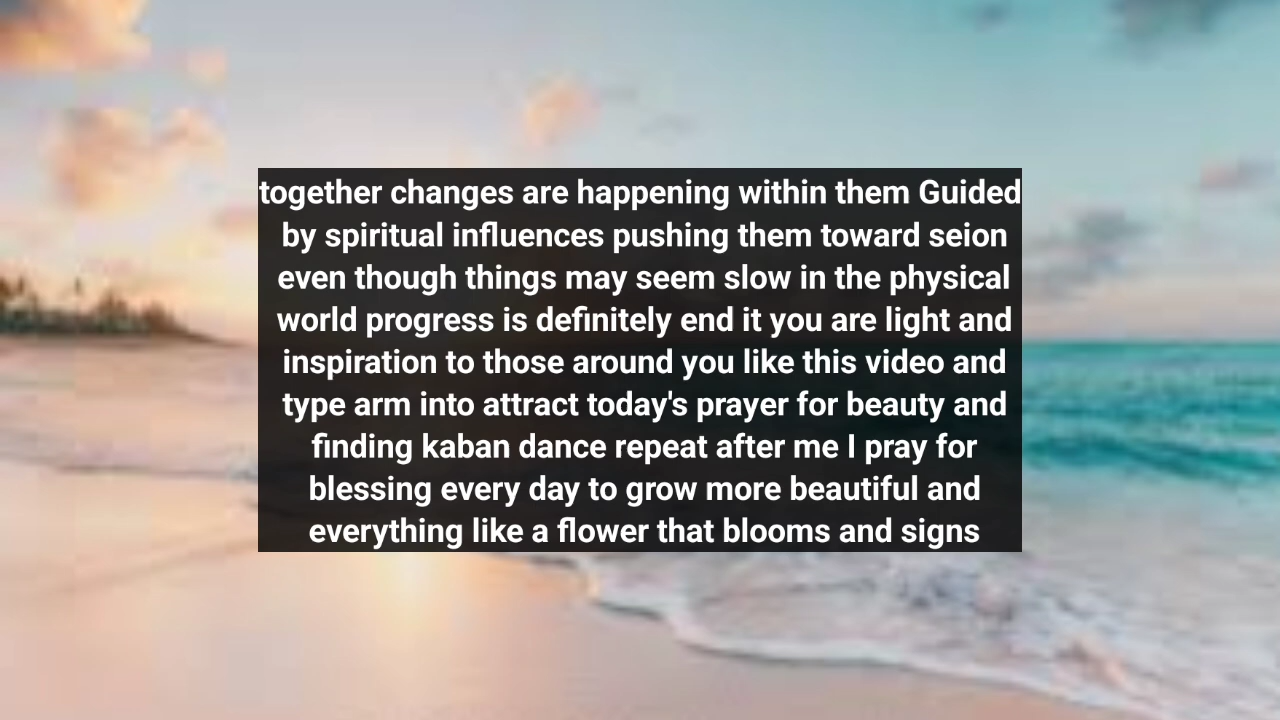 together changes are happening within them Guided
by spiritual influences pushing them toward seion
even though things may seem slow in the physical
world progress is definitely end it you are light and
inspiration to those around you like this video and
type arm into attract today's prayer for beauty and
finding kaban dance repeat after me I pray for
blessing every day to grow more beautiful and
everything like a flower that blooms and signs